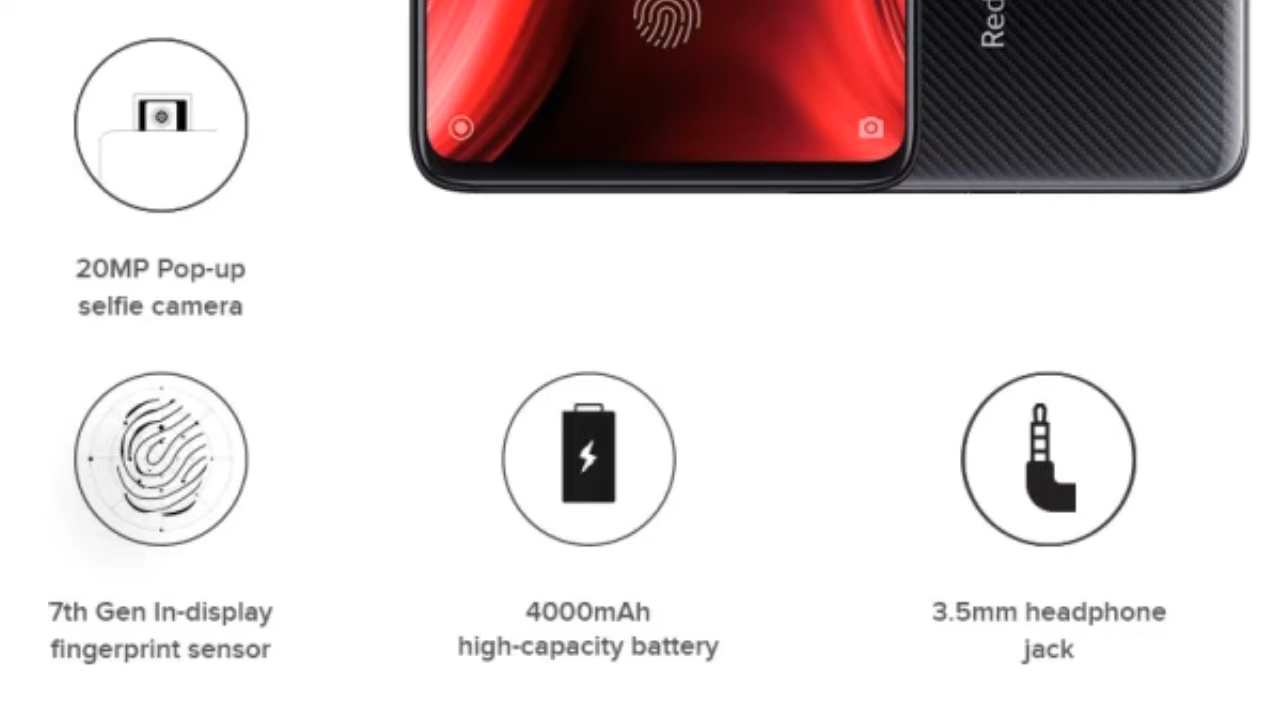 Red
20MP Pop-up
selfie camera
7th Gen In-display
fingerprint sensor
4000mAh
high-capacity battery
3.5mm headphone
jack